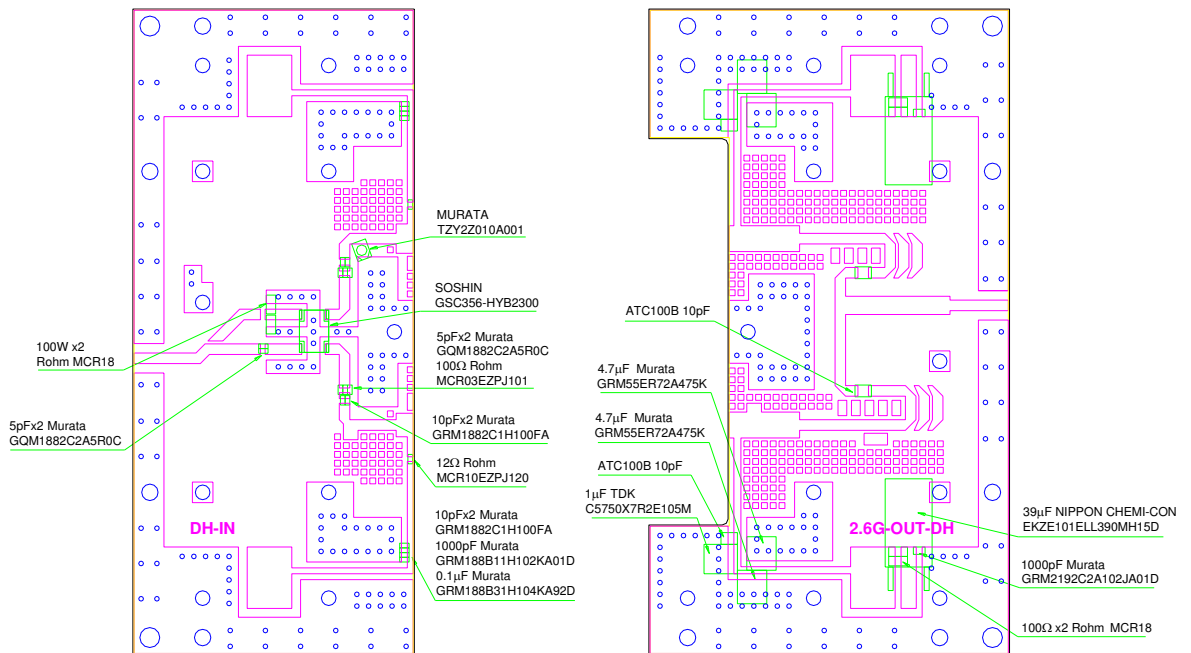 MURATA
TZY2Z010A001
SOSHIN
GSC356-HYB2300
100W x2
Rohm MCR18
5pFx2 Murata
GQM1882C2A5R0C
100Ω Rohm
MCR03EZPJ101
5pFx2 Murata
GQM1882C2A5R0C
10pFx2 Murata
GRM1882C1H100FA
12Ω Rohm
MCR10EZPJ120
10pFx2 Murata
GRM1882C1H100FA
1000pF Murata
GRM188B11H102KA01D
0.1µF Murata
GRM188B31H104KA92D
DH-IN
ATC100B 10pF
4.7µF Murata
GRM55ER72A475K
4.7µF Murata
GRM55ER72A475K
ATC100B 10pF
1µF TDK
C5750X7R2E105M
2.6G-OUT-DH
39µF NIPPON CHEMI-CON
EKZE101ELL390MH15D
1000pF Murata
GRM2192C2A102JA01D
100Ω x2 Rohm MCR18